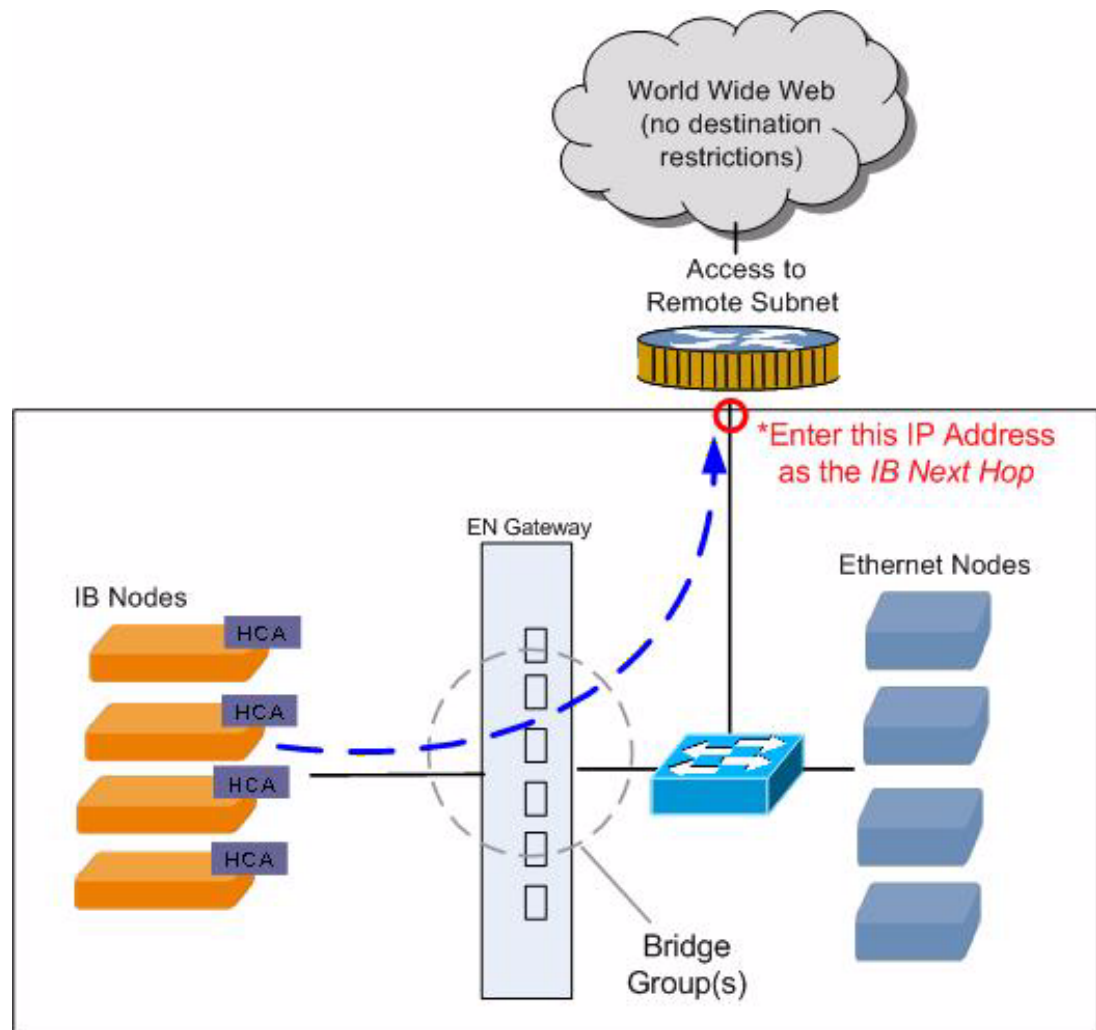 World Wide Web
(no destination
restrictions)
Access to
Remote Subnet
*Enter this IP Address
as the IB Next Hop
EN Gateway
Ethernet Nodes
IB Nodes
HCA
HCA
HCA
HCA
Bridge
Group(s)